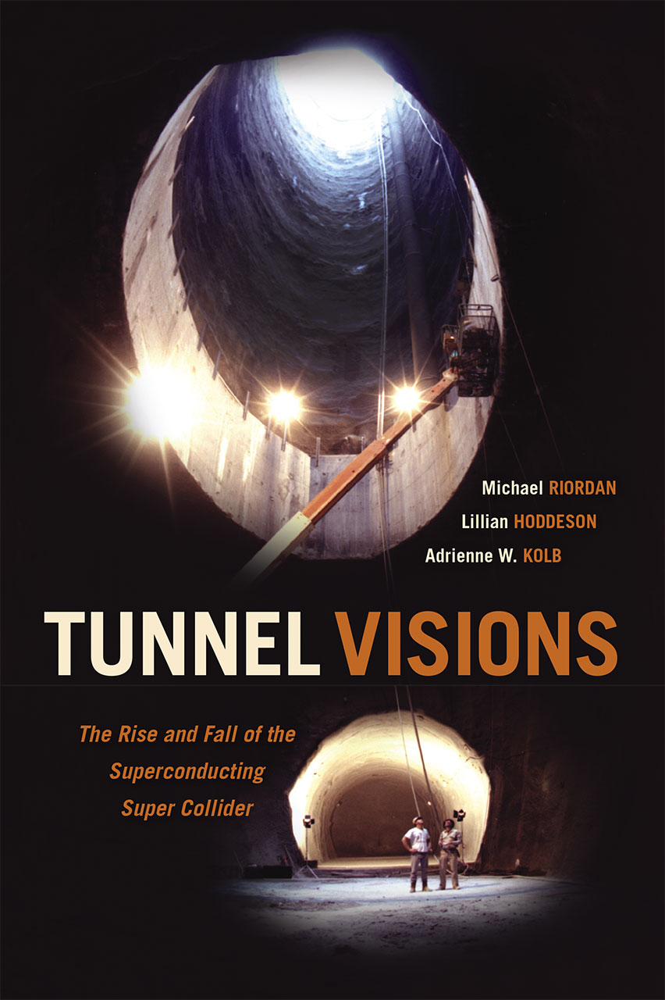 Michael RIORDAN
Lillian HODDESON
Adrienne W. KOLB
TUNNEL VISIONS
The Rise and Fall of the
Superconducting
Super Collider